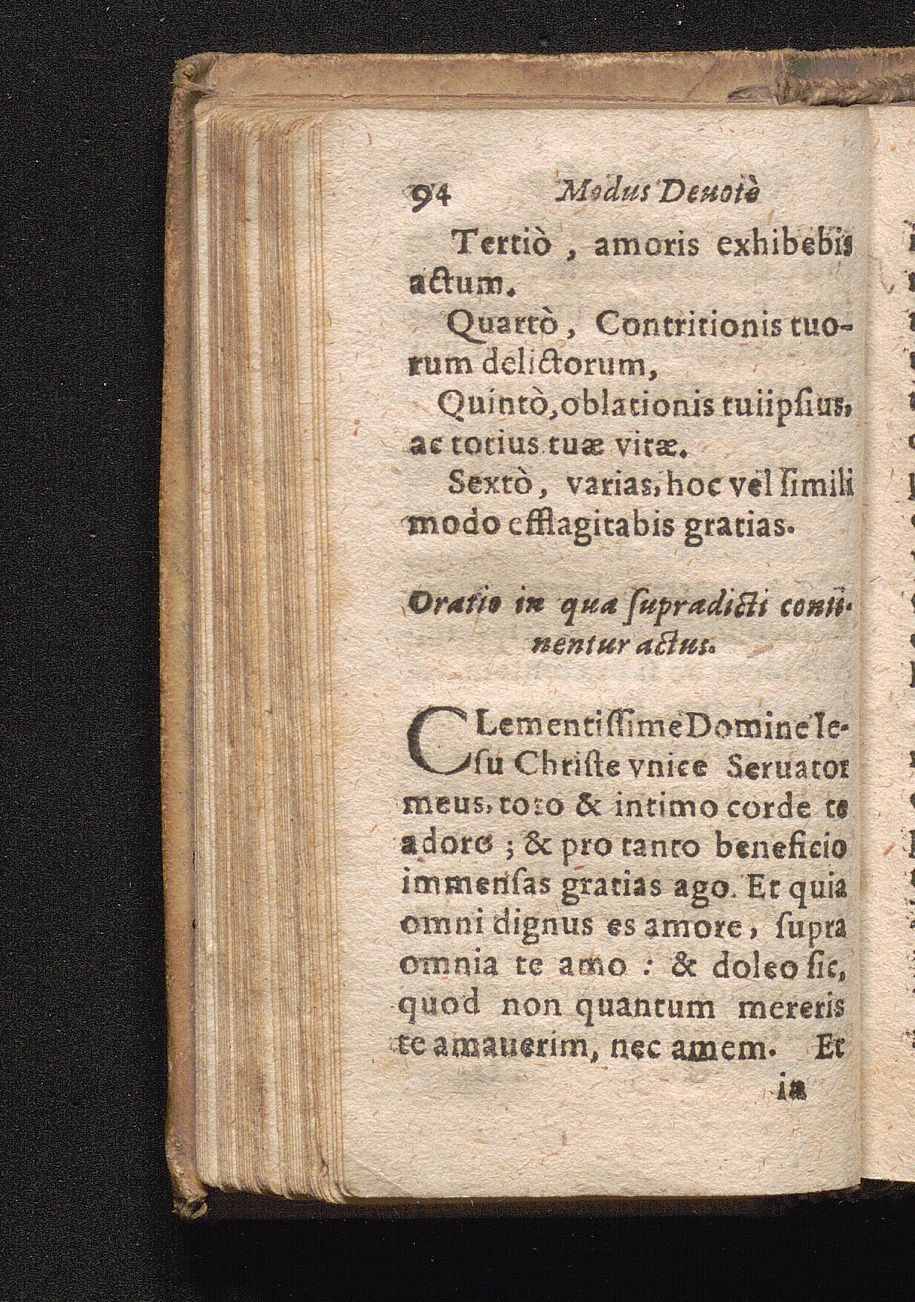 94 Modus Deuotè
Tertiò , amoris exhibebis
actum.
Quartò , Contritionis tuo-
rum delictorum,
Quintò, oblationis tuiipſius,
ac totius tuæ vitæ.
Sextò , varias, hoc vel ſimili
modo efflagitabis gratias.
Oratio in qua ſupradicti conti-
nentur actus.
CLementiſſime Domine Ie-
ſu Chriſte vnice Seruator
meus, toto & intimo corde te
adoro ; & pro tanto beneficio
immenſas gratias ago. Et quia
omni dignus es amore , ſupra
omnia te amo : & doleo ſic,
quod non quantum mereris
te amauerim, nec amem. Et
in